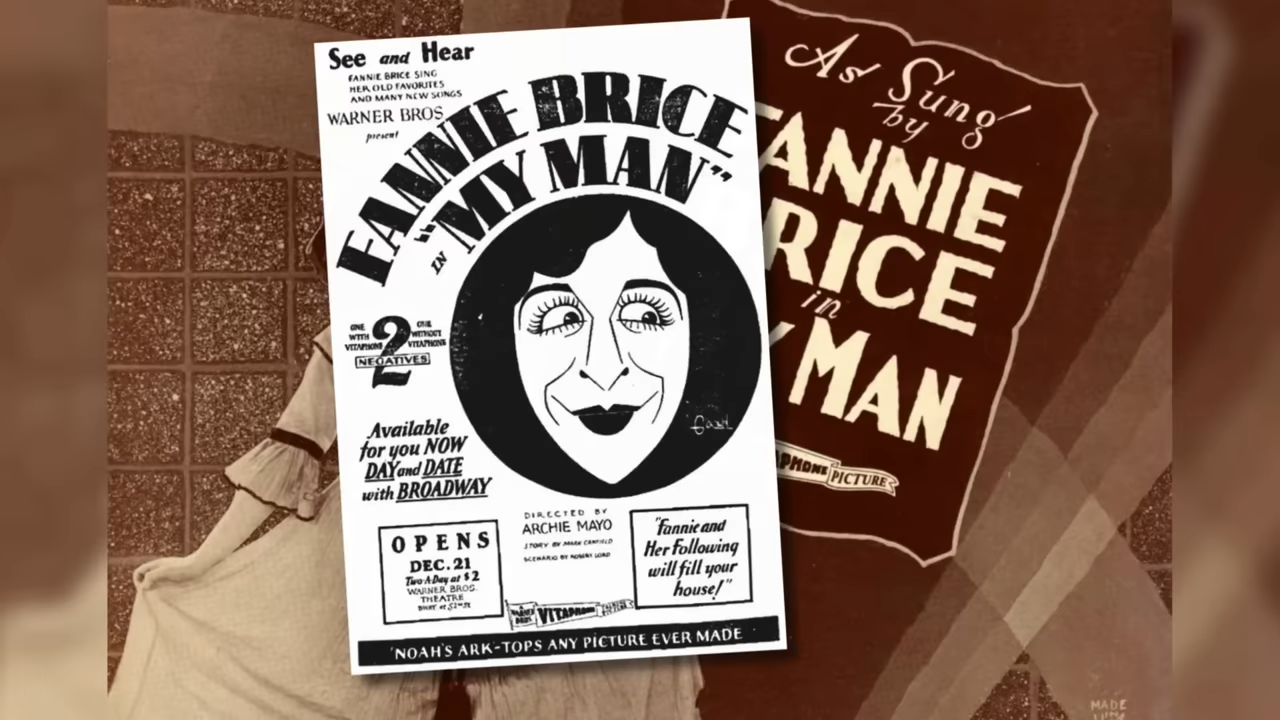 See and Hear
FANNIE BRICE SING
HER OLD FAVORITES
AND MANY NEW SONGS
WARNER BROS.
present
FANNIE BRICE
IN "MY MAN"
ONE WITH VITAPHONE
2
ONE WITHOUT VITAPHONE
NEGATIVES
Available
for you NOW
DAY and DATE
with BROADWAY
OPENS
DEC. 21
Two-A-Day at $2
WARNER BROS.
THEATRE
DIRECTED BY
ARCHIE MAYO
STORY BY MARK CANFIELD
SCENARIO BY ROBERT LORD
"Fannie and
Her Following
will fill your
house!"
WARNER BROS.
VITAPHONE
'NOAH'S ARK'-TOPS ANY PICTURE EVER MADE
As Sung
by
FANNIE
BRICE
in
MAN
PICTURE
MADE